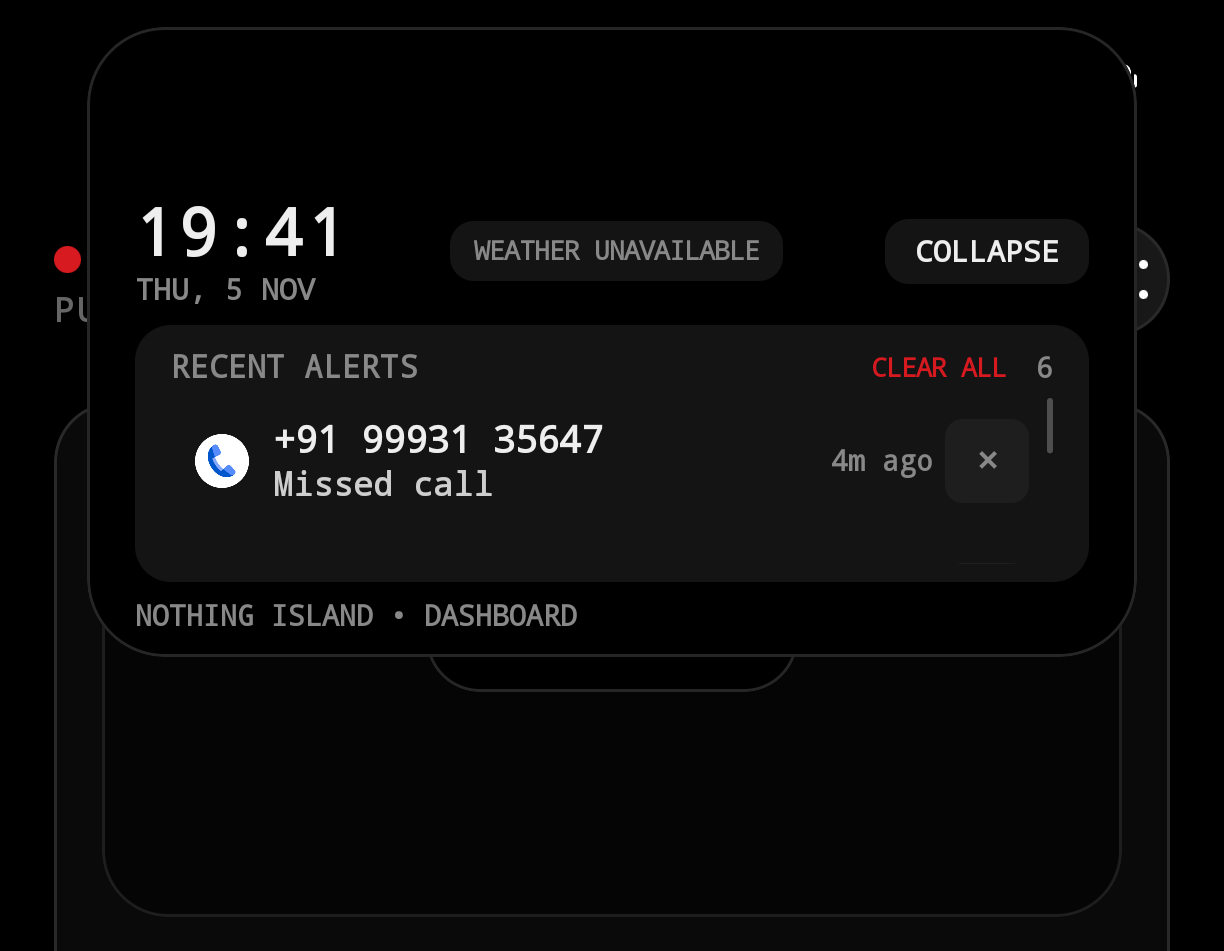 19:41
THU, 5 NOV
WEATHER UNAVAILABLE
COLLAPSE
RECENT ALERTS
CLEAR ALL 6
+91 99931 35647
Missed call
4m ago ×
NOTHING ISLAND • DASHBOARD